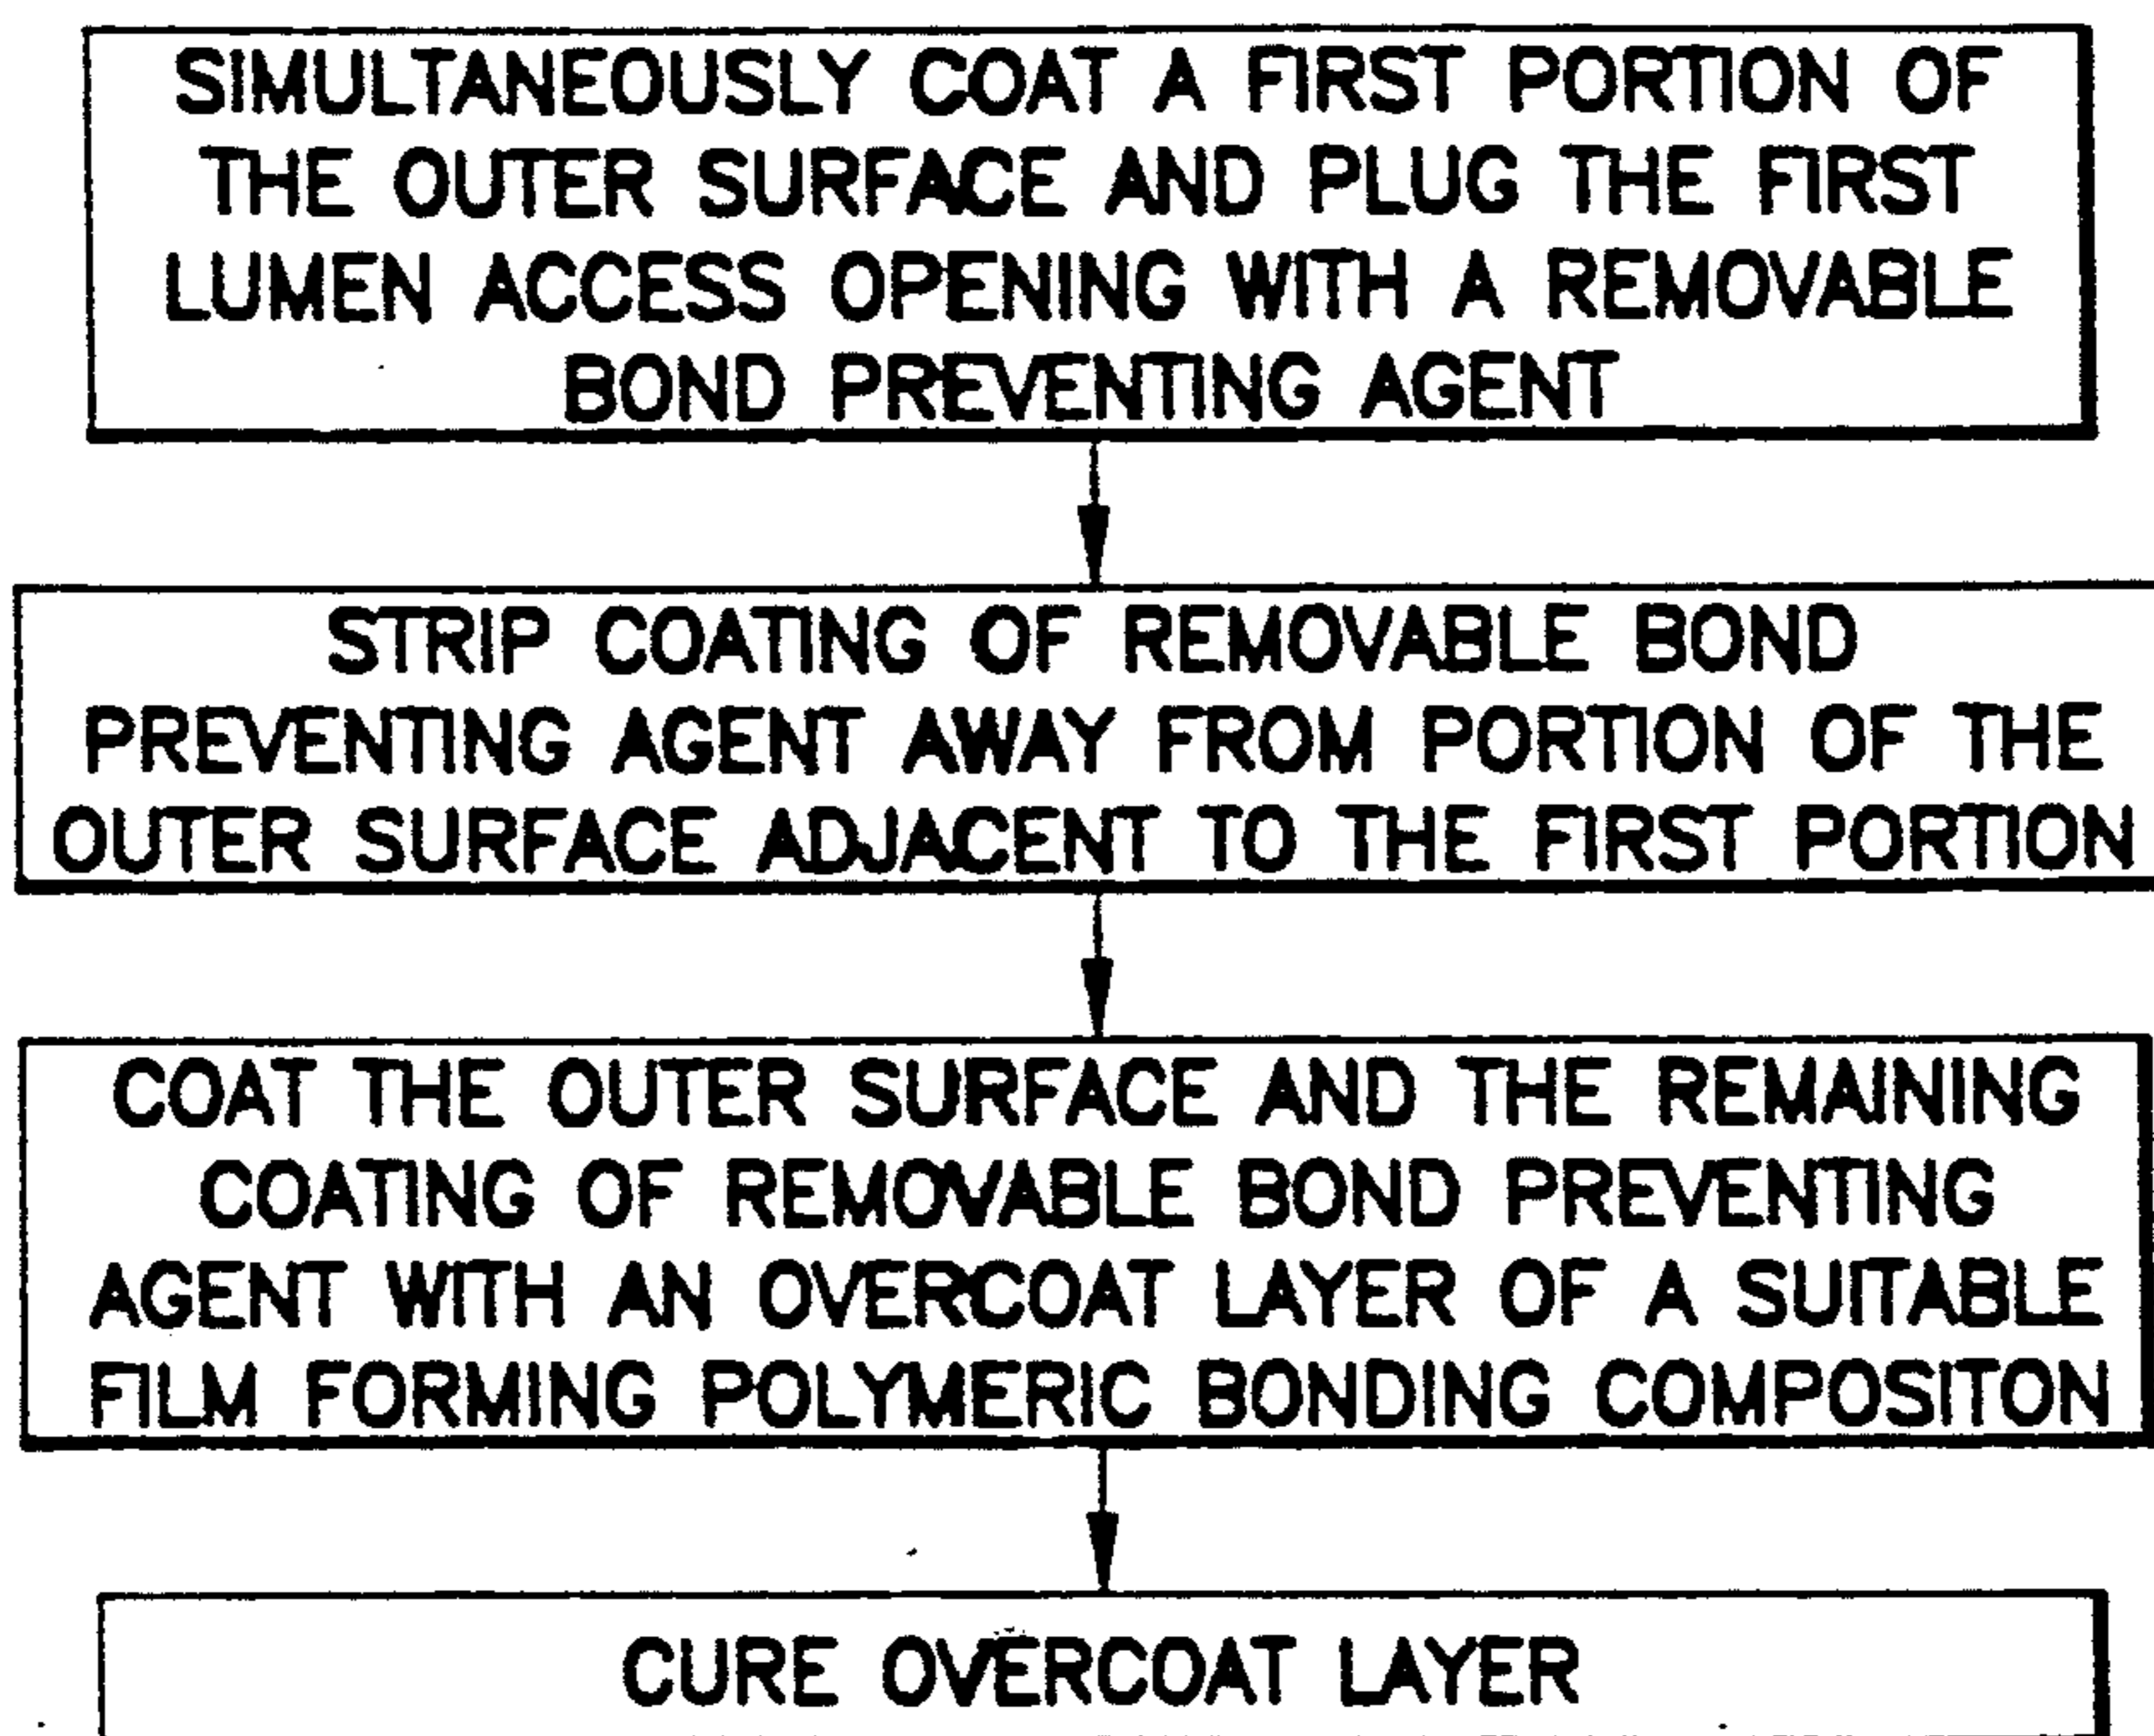 SIMULTANEOUSLY COAT A FIRST PORTION OF
THE OUTER SURFACE AND PLUG THE FIRST
LUMEN ACCESS OPENING WITH A REMOVABLE
BOND PREVENTING AGENT
STRIP COATING OF REMOVABLE BOND
PREVENTING AGENT AWAY FROM PORTION OF THE
OUTER SURFACE ADJACENT TO THE FIRST PORTION
COAT THE OUTER SURFACE AND THE REMAINING
COATING OF REMOVABLE BOND PREVENTING
AGENT WITH AN OVERCOAT LAYER OF A SUITABLE
FILM FORMING POLYMERIC BONDING COMPOSITON
CURE OVERCOAT LAYER